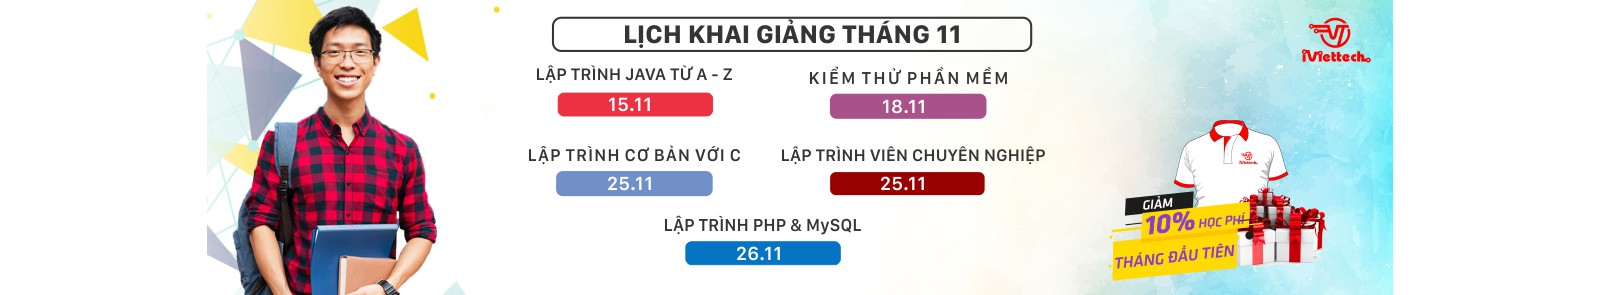 LỊCH KHAI GIẢNG THÁNG 11
iViettech
LẬP TRÌNH JAVA TỪ A - Z
15.11
KIỂM THỬ PHẦN MỀM
18.11
LẬP TRÌNH CƠ BẢN VỚI C
25.11
LẬP TRÌNH VIÊN CHUYÊN NGHIỆP
25.11
LẬP TRÌNH PHP & MySQL
26.11
iViettech
GIẢM
10% HỌC PHÍ
THÁNG ĐẦU TIÊN